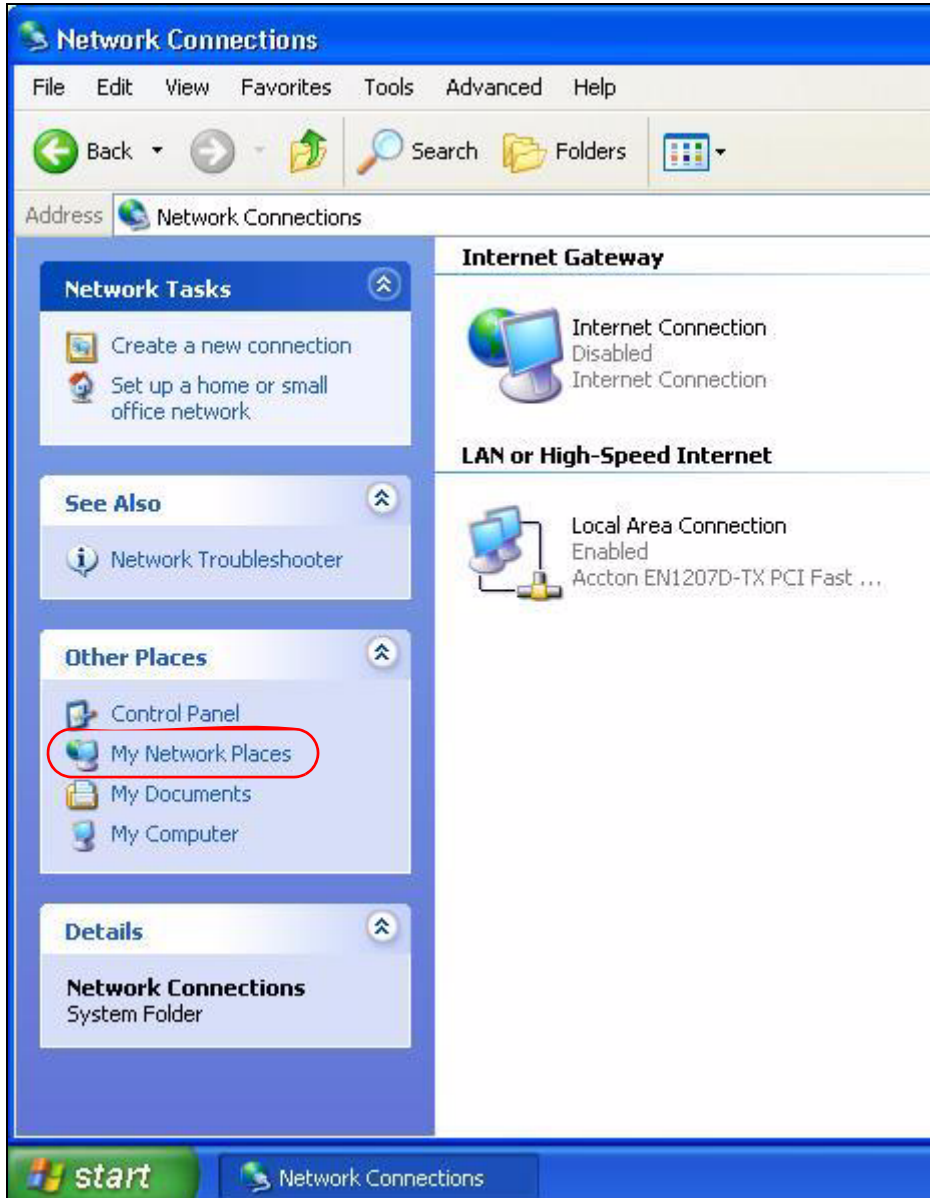 Network Connections
File Edit View Favorites Tools Advanced Help
Back Search Folders
Address Network Connections
Network Tasks
Create a new connection
Set up a home or small
office network
See Also
Network Troubleshooter
Other Places
Control Panel
My Network Places
My Documents
My Computer
Details
Network Connections
System Folder
Internet Gateway
Internet Connection
Disabled
Internet Connection
LAN or High-Speed Internet
Local Area Connection
Enabled
Accton EN1207D-TX PCI Fast ...
start Network Connections